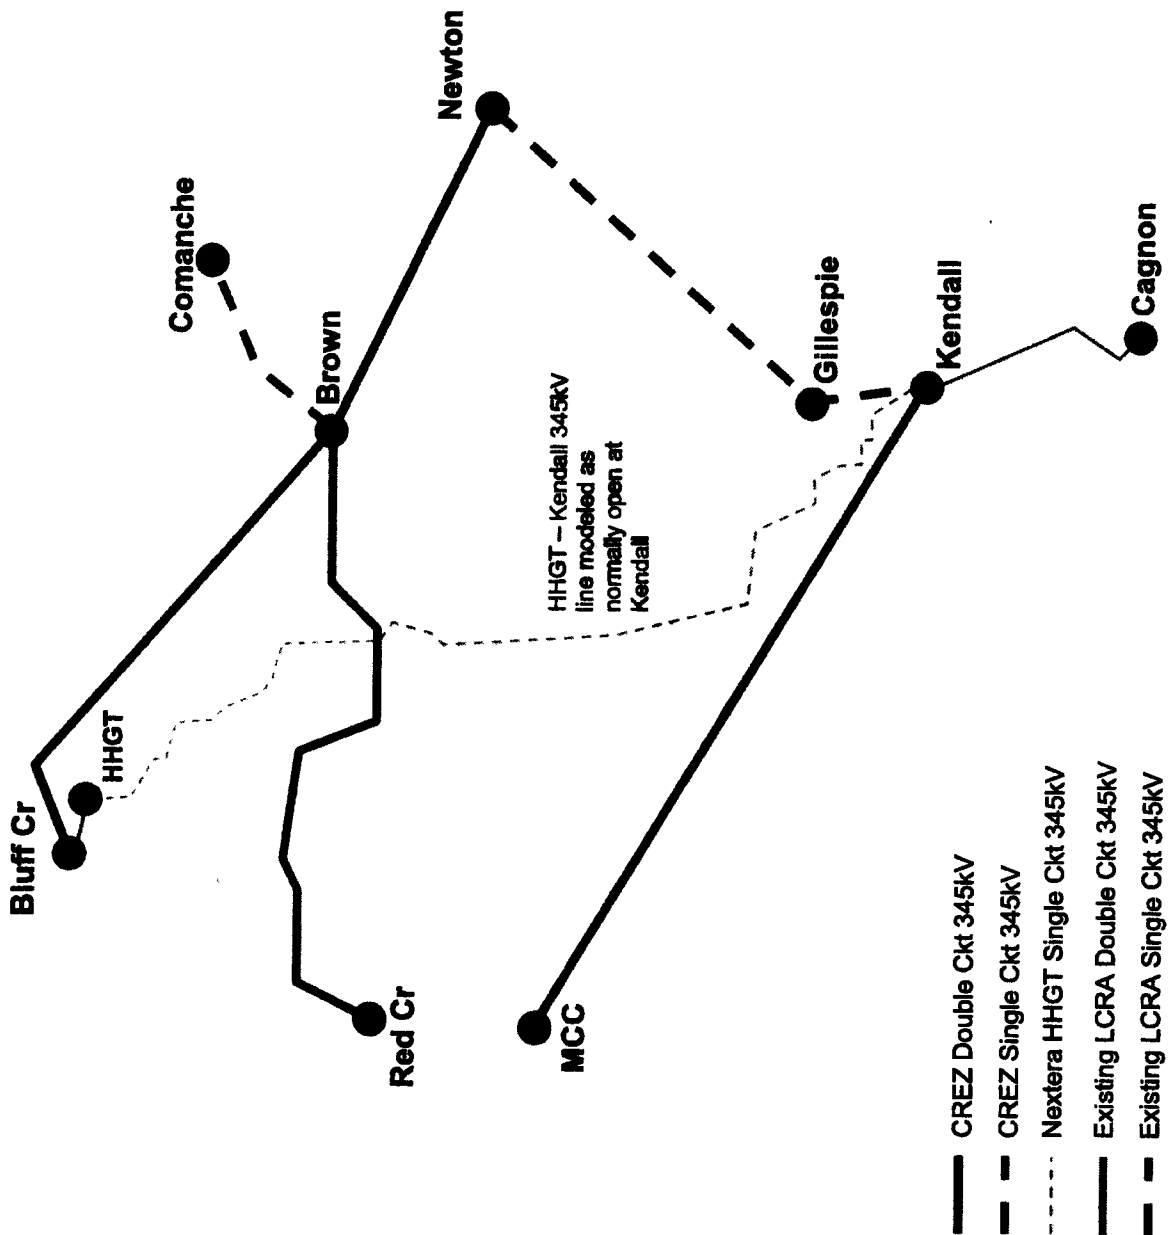 Bluff Cr
HHGT
Comanche
Brown
Newton
Red Cr
HHGT – Kendall 345kV
line modeled as
normally open at
Kendall
MCC
Gillespie
Kendall
Cagnon
CREZ Double Ckt 345kV
CREZ Single Ckt 345kV
Nextera HHGT Single Ckt 345kV
Existing LCRA Double Ckt 345kV
Existing LCRA Single Ckt 345kV